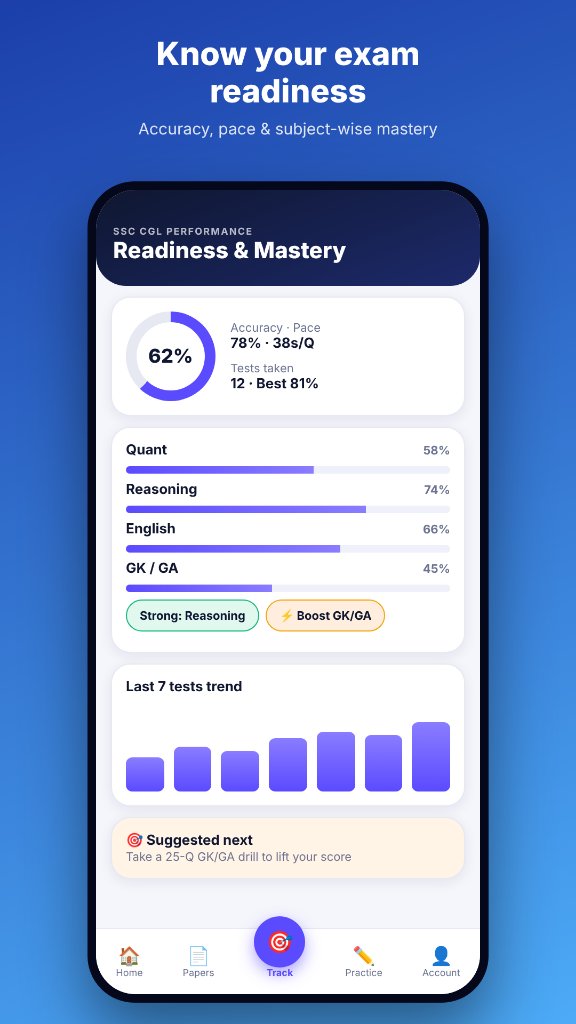 Know your exam
readiness
Accuracy, pace & subject-wise mastery
SSC CGL PERFORMANCE
Readiness & Mastery
62%
Accuracy · Pace
78% · 38s/Q
Tests taken
12 · Best 81%
Quant 58%
Reasoning 74%
English 66%
GK / GA 45%
Strong: Reasoning ⚡ Boost GK/GA
Last 7 tests trend
🎯 Suggested next
Take a 25-Q GK/GA drill to lift your score
Home Papers Track Practice Account